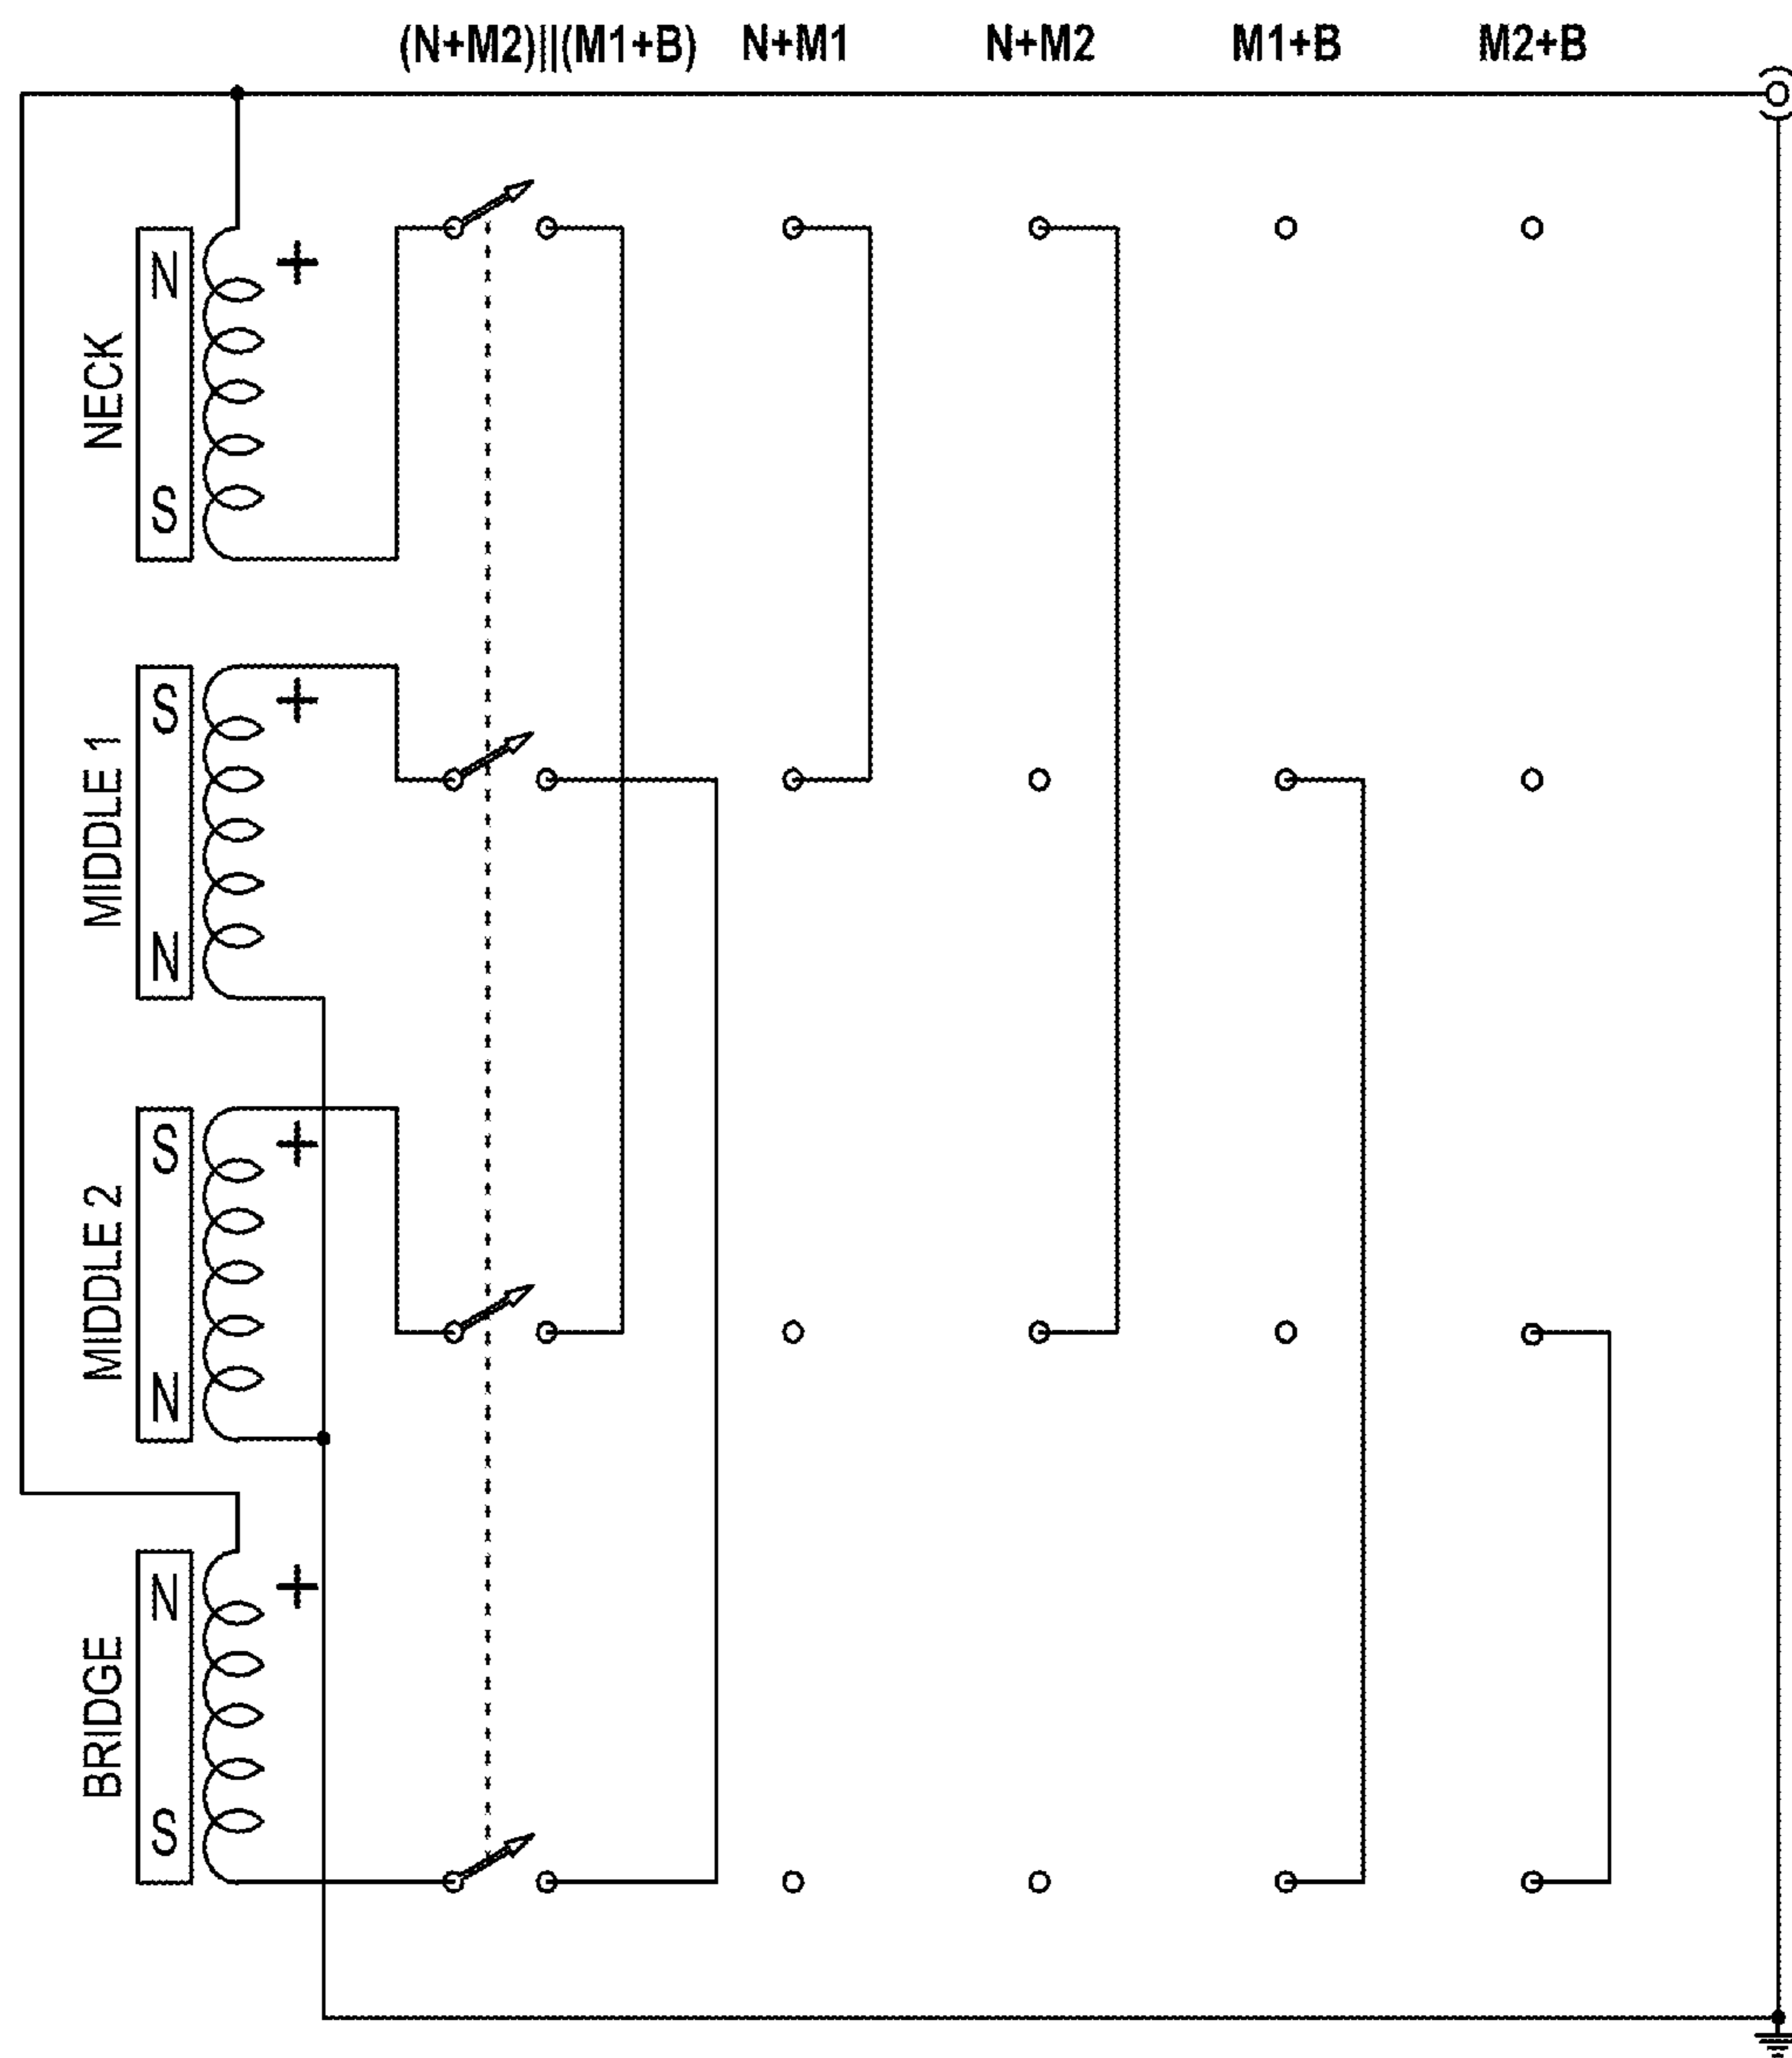 (N+M2)||(M1+B) N+M1 N+M2 M1+B M2+B
N
+
S
NECK
S
+
N
MIDDLE 1
S
+
N
MIDDLE 2
N
+
S
BRIDGE